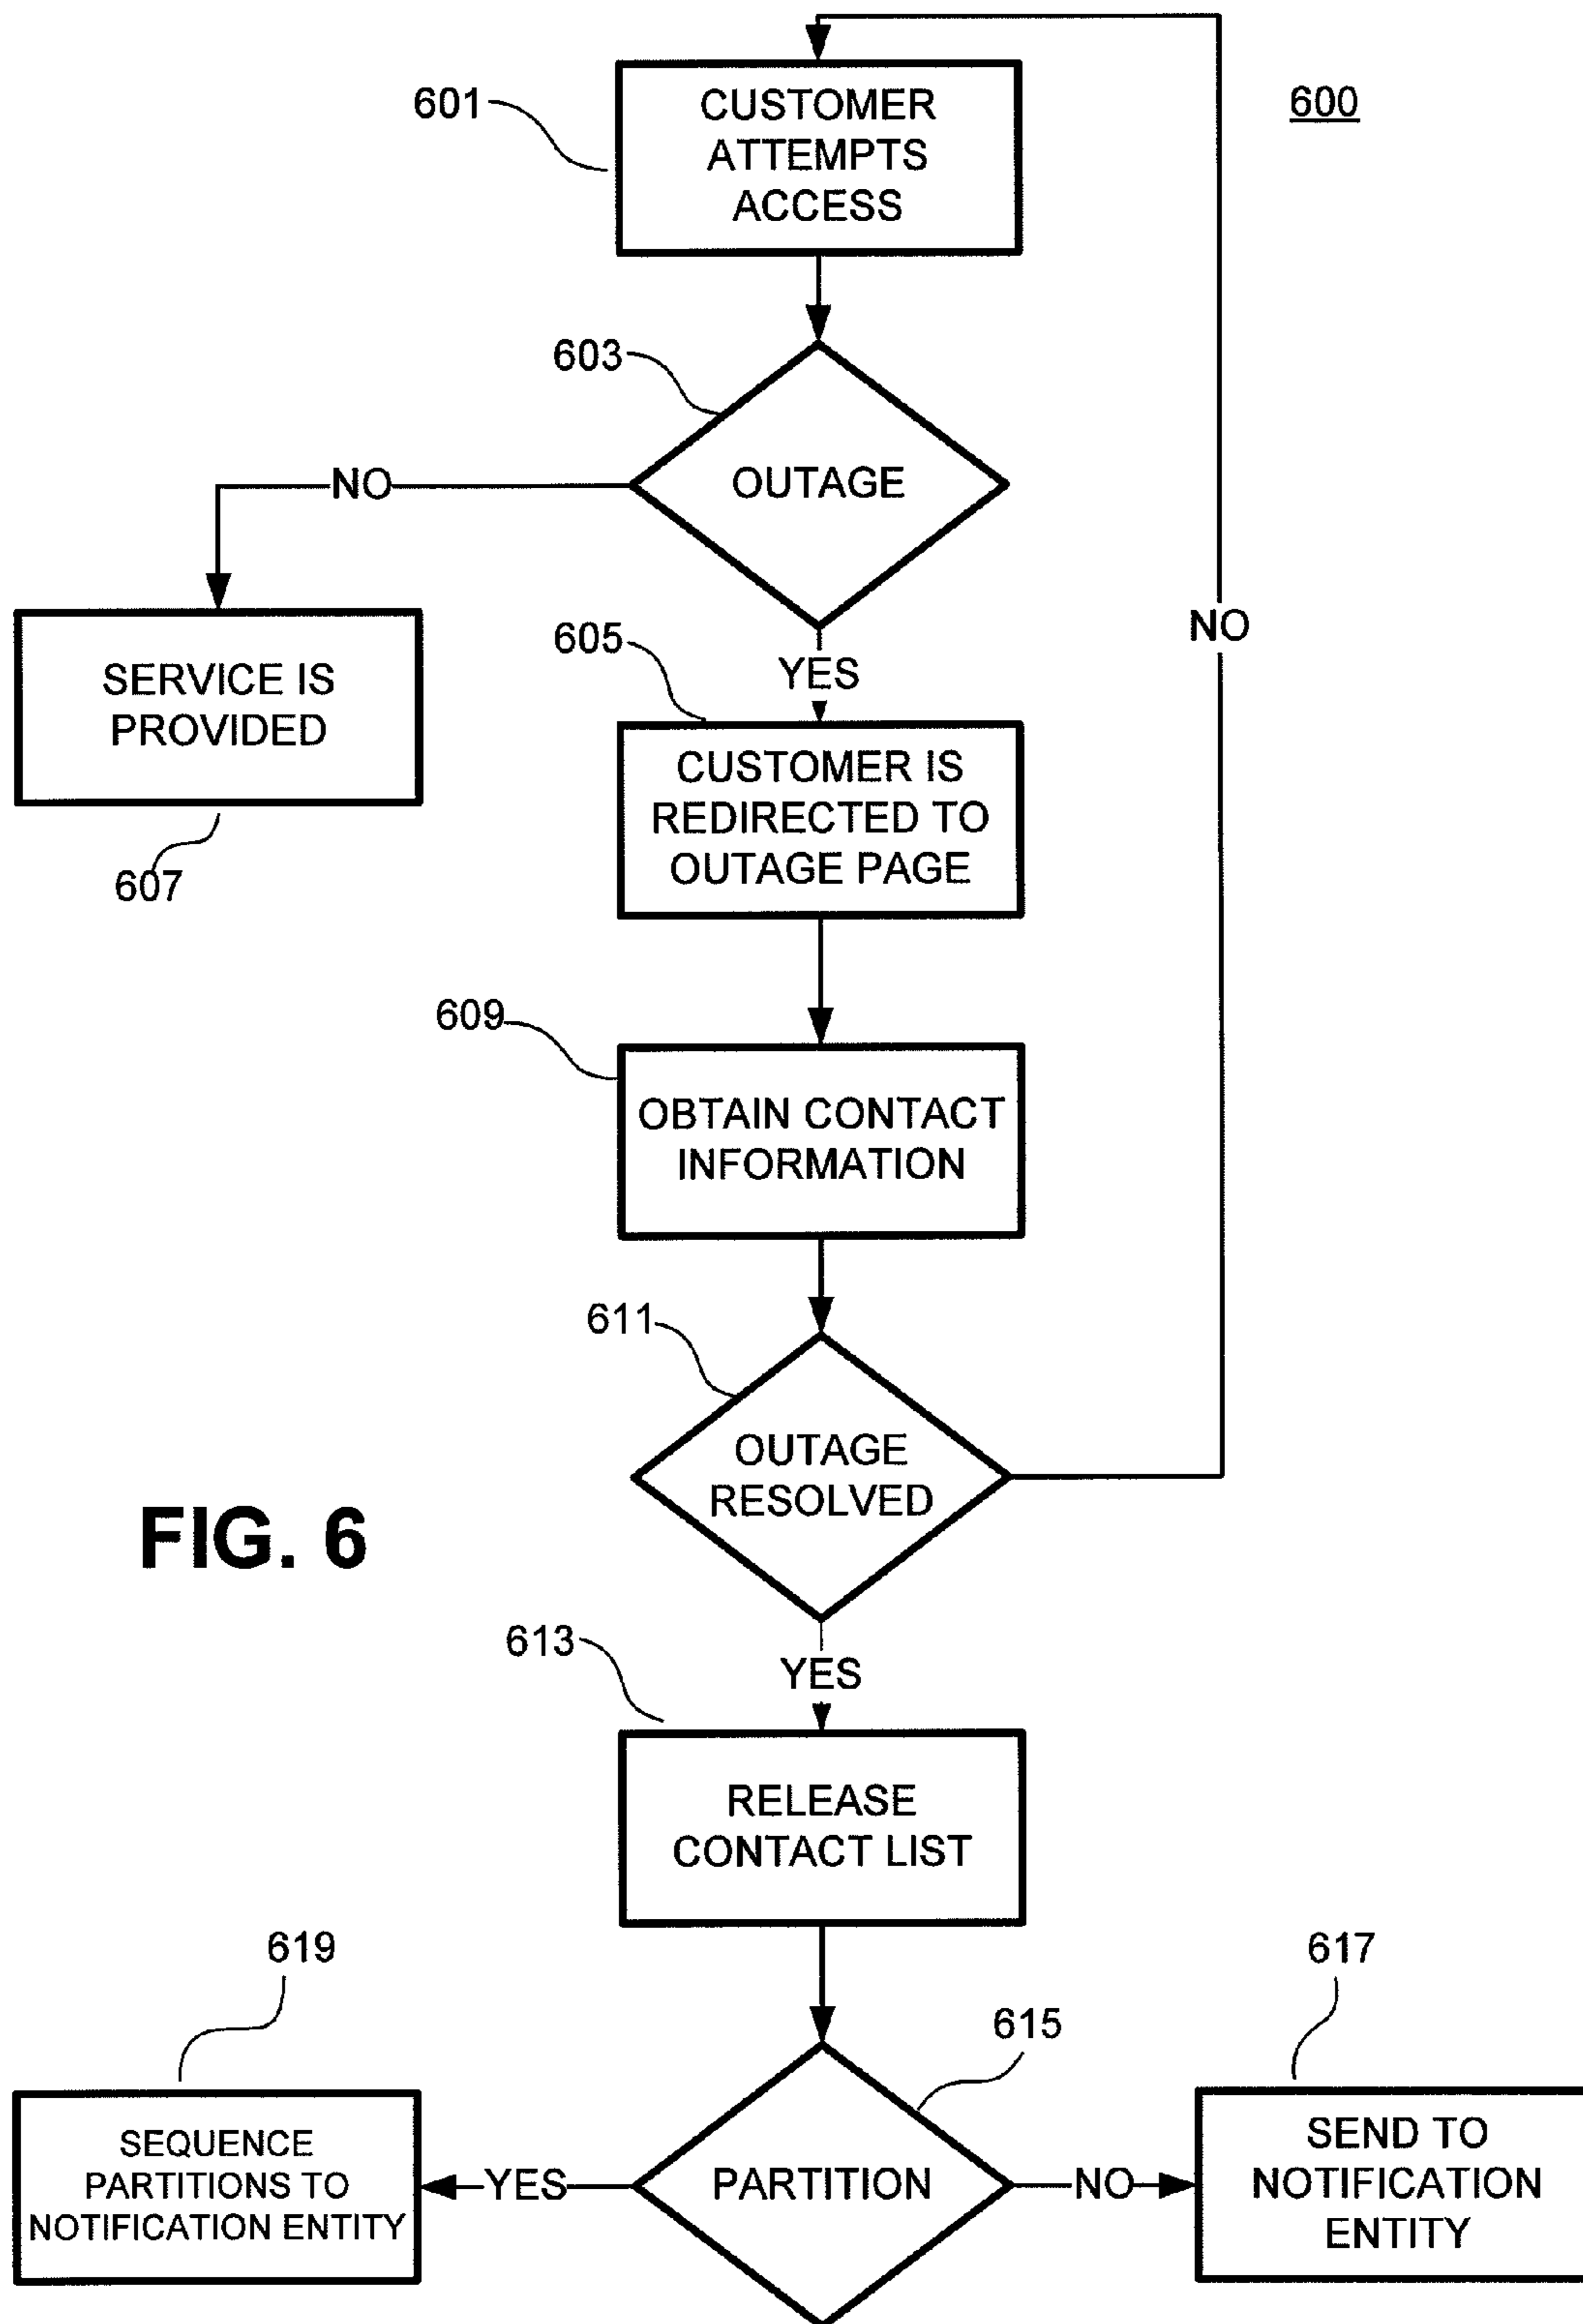 601
CUSTOMER
ATTEMPTS
ACCESS
600
603
OUTAGE
NO
SERVICE IS
PROVIDED
607
605
YES
NO
CUSTOMER IS
REDIRECTED TO
OUTAGE PAGE
609
OBTAIN CONTACT
INFORMATION
611
OUTAGE
RESOLVED
FIG. 6
613
YES
RELEASE
CONTACT LIST
619
617
615
SEQUENCE
PARTITIONS TO
NOTIFICATION ENTITY
YES
PARTITION
NO
SEND TO
NOTIFICATION
ENTITY